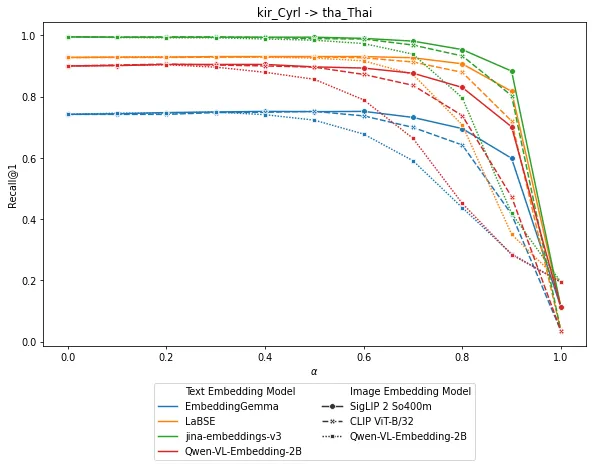 kir_Cyrl -> tha_Thai
1.0
0.8
0.6
0.4
0.2
0.0
Recall@1
0.0 0.2 0.4 0.6 0.8 1.0
α
Text Embedding Model Image Embedding Model
EmbeddingGemma SigLIP 2 So400m
LaBSE CLIP ViT-B/32
jina-embeddings-v3 Qwen-VL-Embedding-2B
Qwen-VL-Embedding-2B